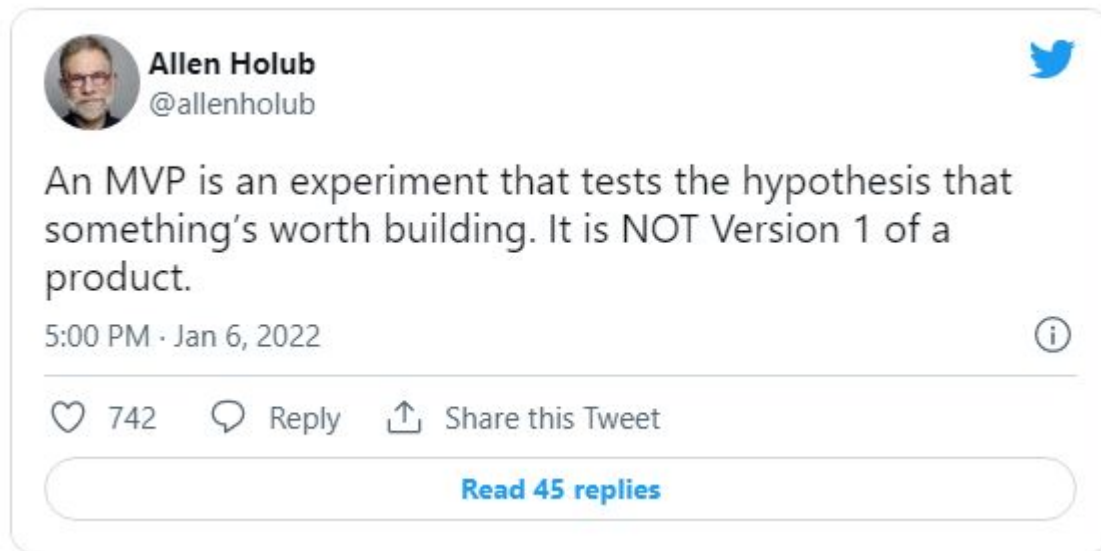 Allen Holub
@allenholub
An MVP is an experiment that tests the hypothesis that
something's worth building. It is NOT Version 1 of a
product.
5:00 PM · Jan 6, 2022
742 Reply Share this Tweet
Read 45 replies